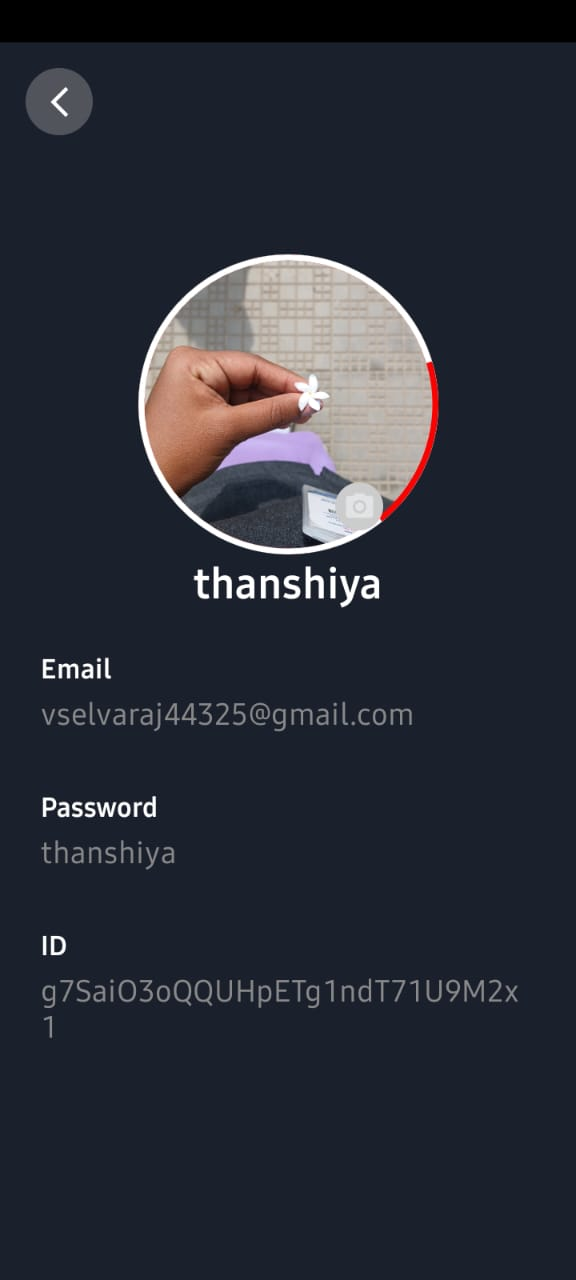 thanshiya
Email
vselvaraj44325@gmail.com
Password
thanshiya
ID
g7SaiO3oQQUHpETg1ndT71U9M2x
1